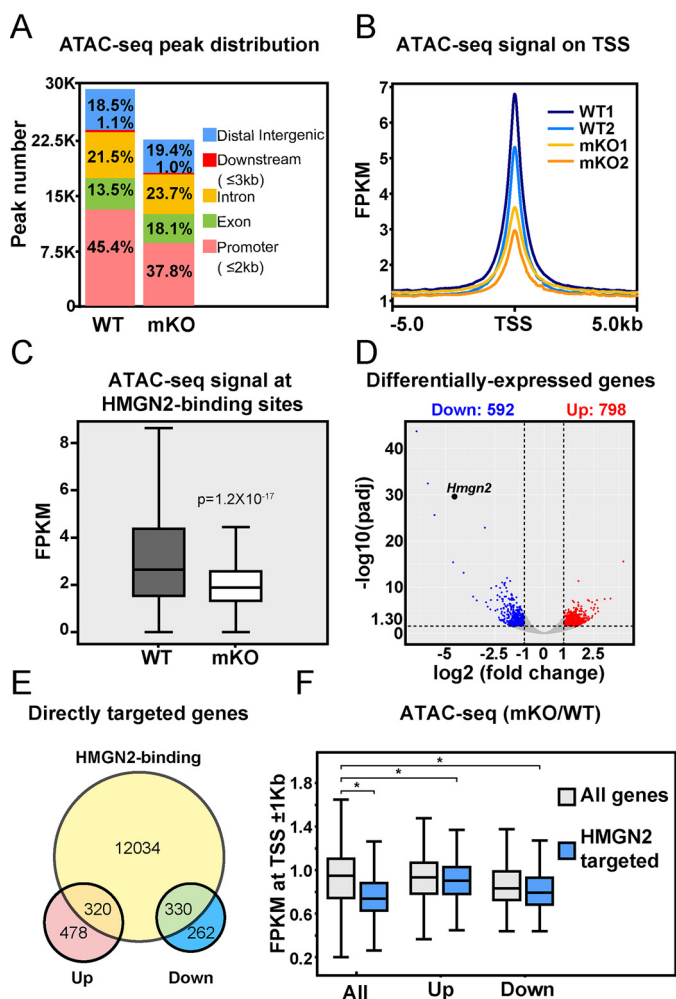 A
ATAC-seq peak distribution
Peak number
30K
22.5K
15K
7.5K
0
18.5%
1.1%
21.5%
13.5%
45.4%
19.4%
1.0%
23.7%
18.1%
37.8%
WT
mKO
Distal Intergenic
Downstream
( ≤3kb)
Intron
Exon
Promoter
( ≤2kb)
B
ATAC-seq signal on TSS
FPKM
7
6
5
4
3
2
1
WT1
WT2
mKO1
mKO2
-5.0
TSS
5.0kb
C
ATAC-seq signal at
HMGN2-binding sites
FPKM
8
6
4
2
0
p=1.2X10⁻¹⁷
WT
mKO
D
Differentially-expressed genes
Down: 592
Up: 798
-log10(padj)
40
30
20
10
1.30
0
Hmgn2
-5
-2.5
-1
0
1
2.5
log2 (fold change)
E
Directly targeted genes
HMGN2-binding
12034
320
330
478
262
Up
Down
F
ATAC-seq (mKO/WT)
FPKM at TSS ±1Kb
1.8
1.4
1.0
0.6
0.2
*
*
*
All genes
HMGN2
targeted
All
Up
Down